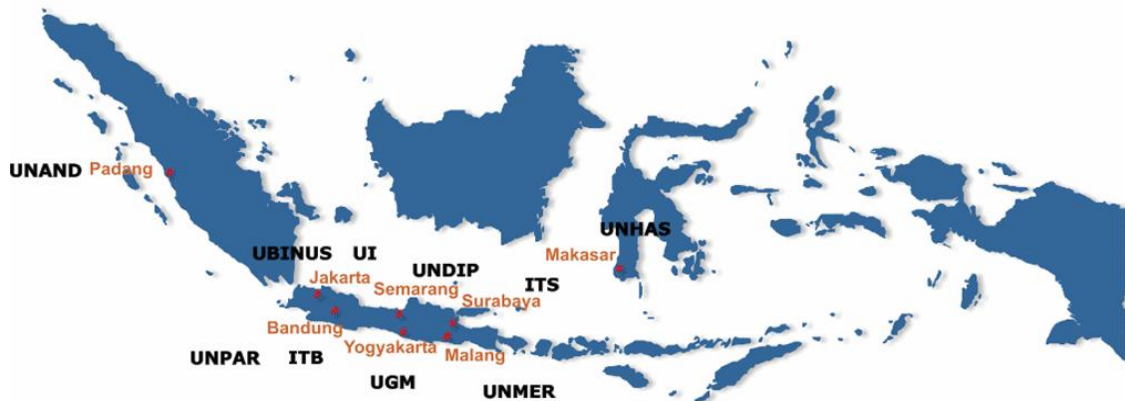 UNAND Padang
UNHAS
UBINUS UI
Makasar
UNDIP
Jakarta
ITS
Semarang
Surabaya
Bandung
Yogyakarta
Malang
UNPAR ITB
UGM
UNMER